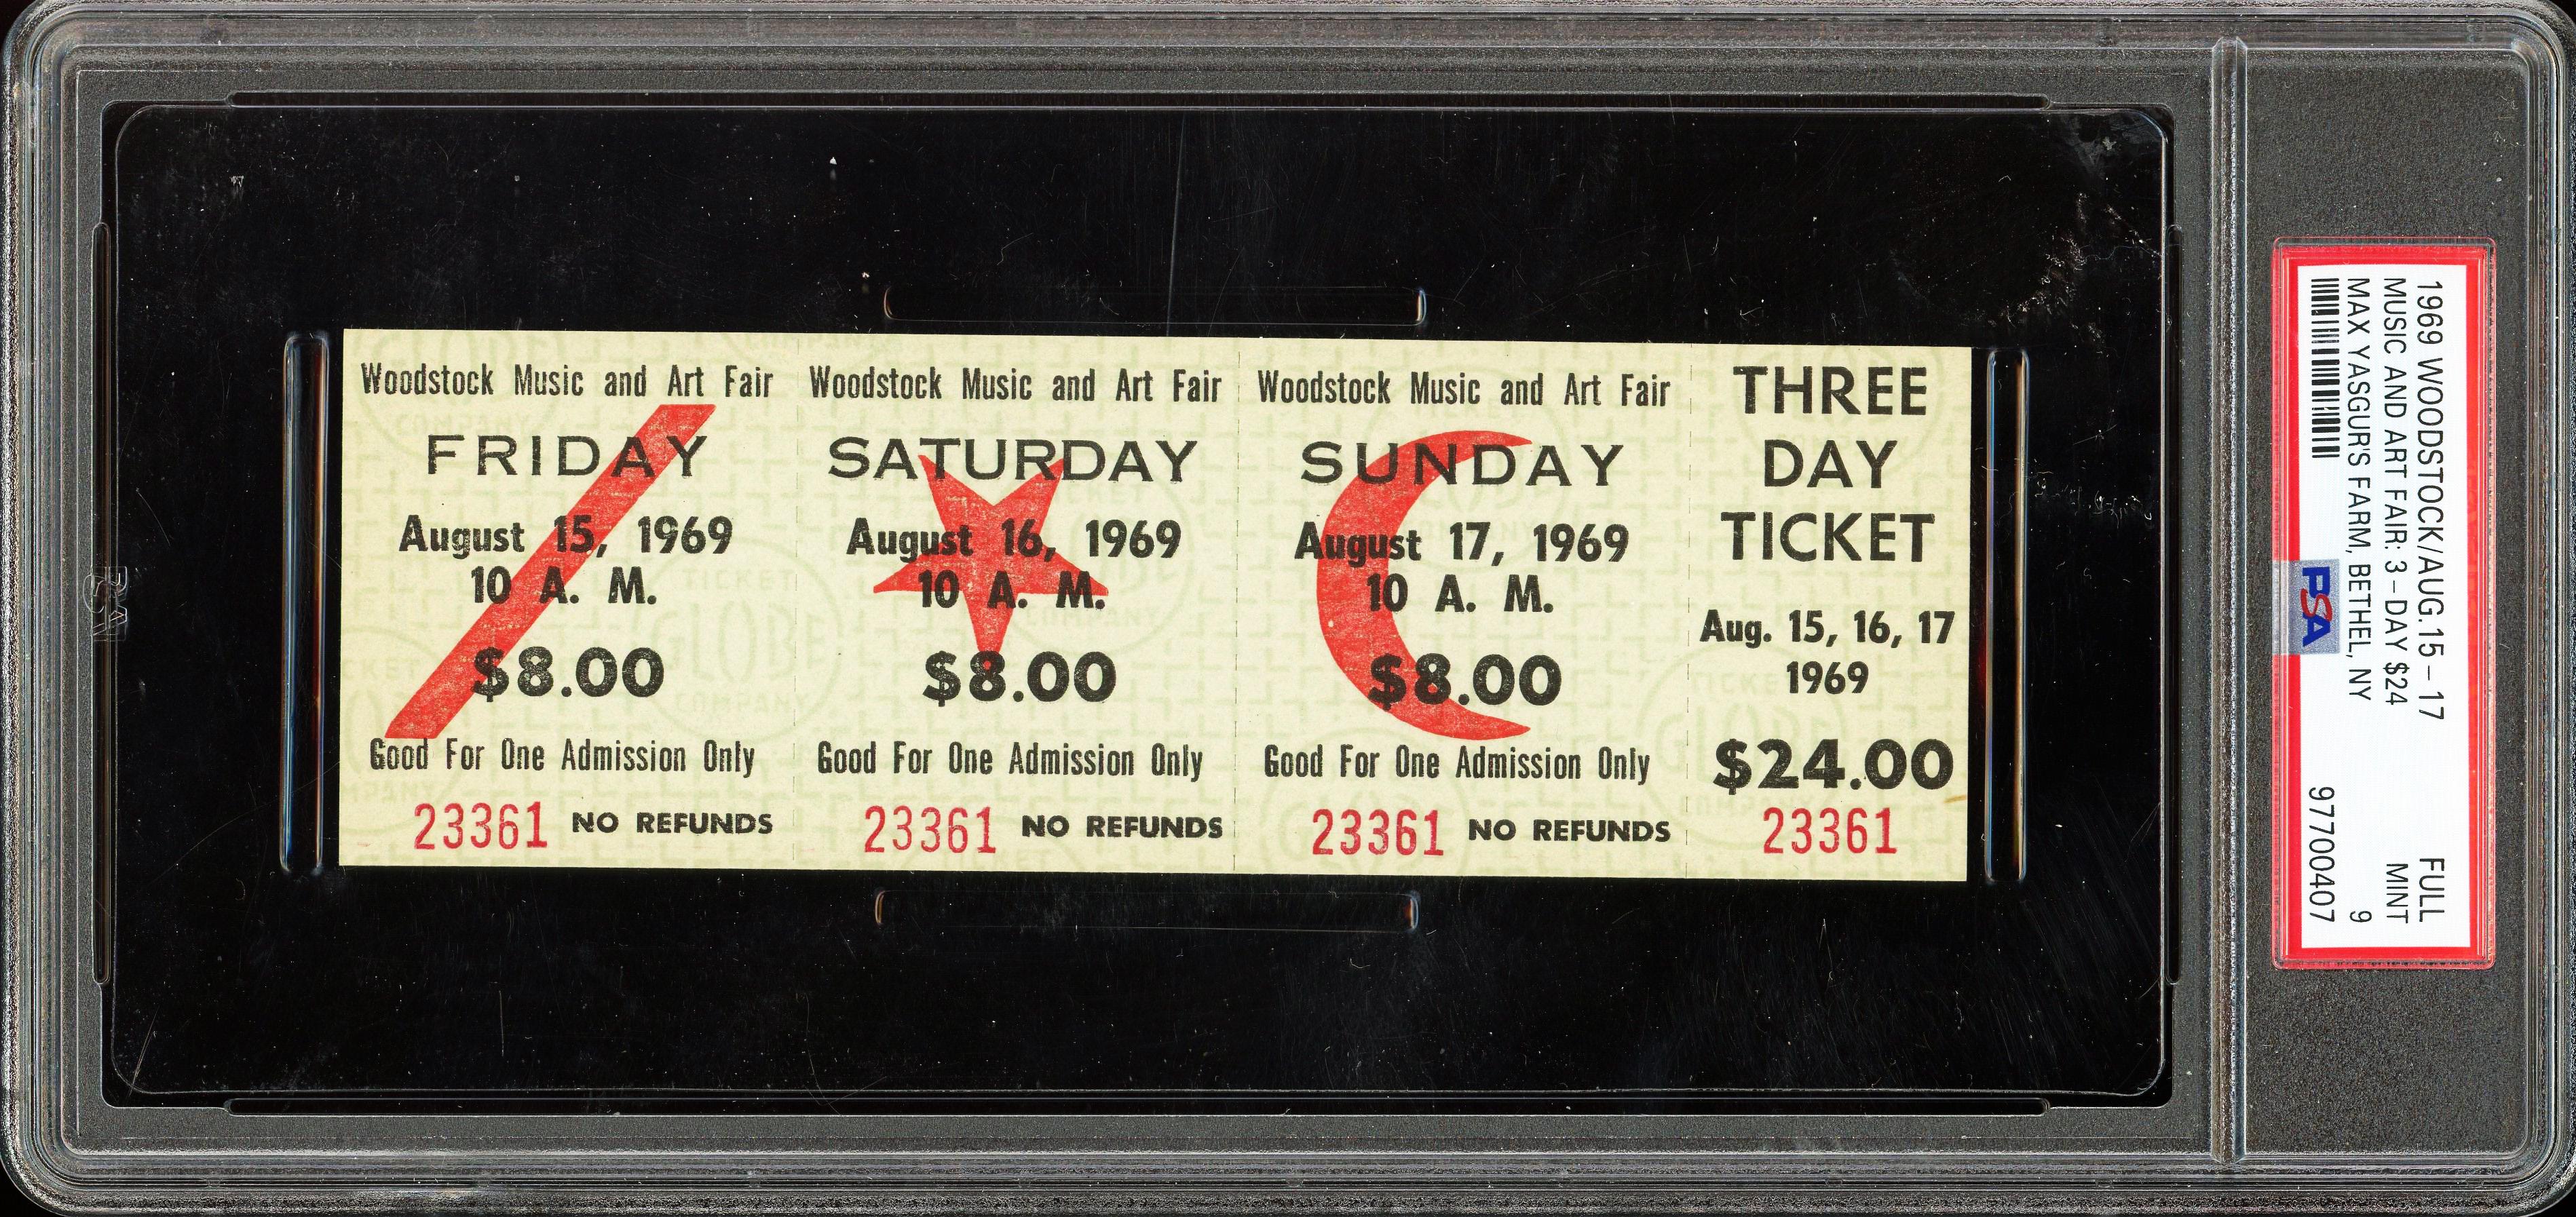 Woodstock Music and Art Fair
FRIDAY
August 15, 1969
10 A. M.
$8.00
Good For One Admission Only
23361 NO REFUNDS
Woodstock Music and Art Fair
SATURDAY
August 16, 1969
10 A. M.
$8.00
Good For One Admission Only
23361 NO REFUNDS
Woodstock Music and Art Fair
SUNDAY
August 17, 1969
10 A. M.
$8.00
Good For One Admission Only
23361 NO REFUNDS
THREE
DAY
TICKET
Aug. 15, 16, 17
1969
$24.00
23361
TICKET
GLOBE
COMPANY
1969 WOODSTOCK/AUG.15-17 FULL
MUSIC AND ART FAIR: 3-DAY $24 MINT
MAX YASGUR'S FARM, BETHEL, NY 9
97700407
PSA